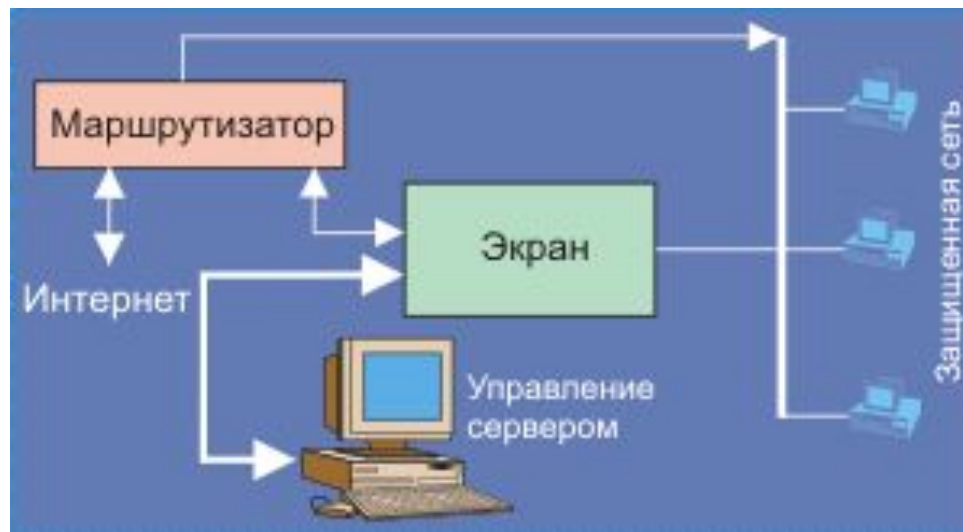 Маршрутизатор
Экран
Интернет
Управление
сервером
Защищенная сеть